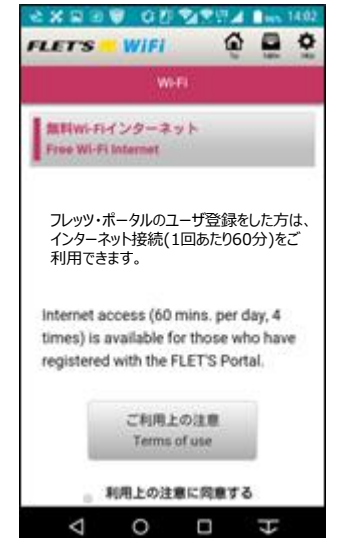 14:02
FLET'S WiFi
Wi-Fi
無料Wi-Fiインターネット
Free Wi-Fi Internet
フレッツ・ポータルのユーザ登録をした方は、
インターネット接続(1回あたり60分)をご
利用できます。
Internet access (60 mins. per day, 4
times) is available for those who have
registered with the FLET'S Portal.
ご利用上の注意
Terms of use
利用上の注意に同意する